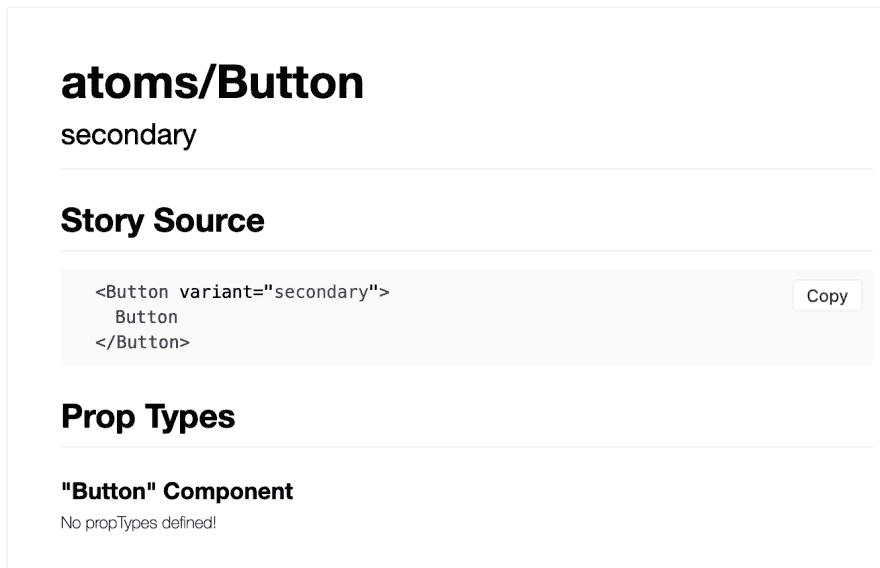 atoms/Button
secondary
Story Source
<Button variant="secondary">
Copy
Button
</Button>
Prop Types
"Button" Component
No propTypes defined!